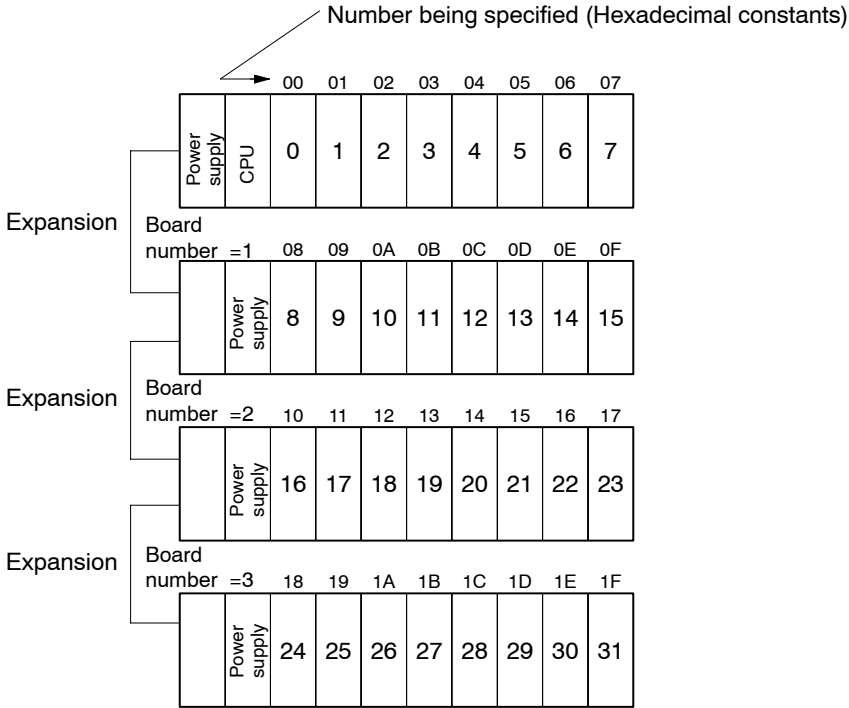 Number being specified (Hexadecimal constants)
00 01 02 03 04 05 06 07
Power supply CPU 0 1 2 3 4 5 6 7
Expansion
Board
number =1 08 09 0A 0B 0C 0D 0E 0F
Power supply 8 9 10 11 12 13 14 15
Expansion
Board
number =2 10 11 12 13 14 15 16 17
Power supply 16 17 18 19 20 21 22 23
Expansion
Board
number =3 18 19 1A 1B 1C 1D 1E 1F
Power supply 24 25 26 27 28 29 30 31